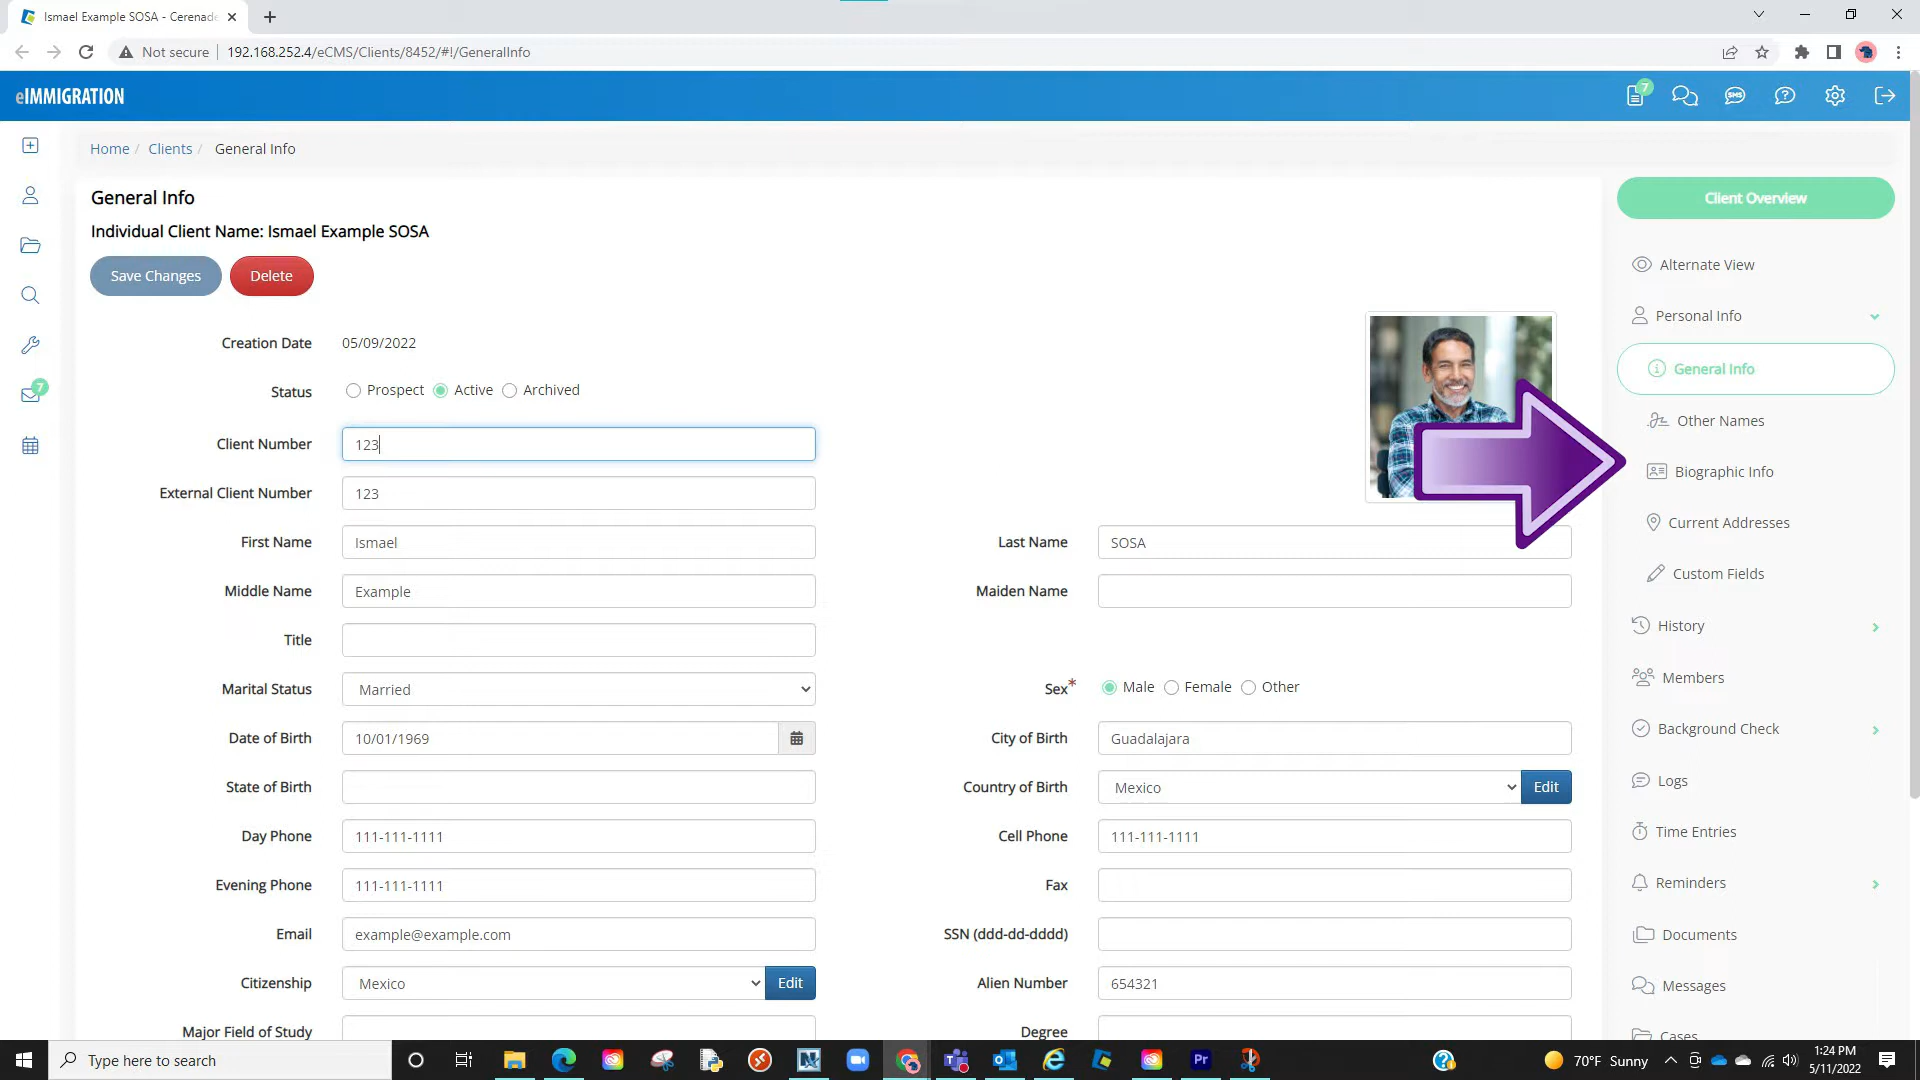 Ismael Example SOSA - Cerenade
Not secure 192.168.252.4/eCMS/Clients/8452/#!/GeneralInfo
eIMMIGRATION
7
SMS
Home / Clients / General Info
General Info
Individual Client Name: Ismael Example SOSA
Save Changes Delete
Creation Date 05/09/2022
Status Prospect Active Archived
Client Number 123
External Client Number 123
First Name Ismael
Last Name SOSA
Middle Name Example
Maiden Name
Title
Marital Status Married
Sex* Male Female Other
Date of Birth 10/01/1969
City of Birth Guadalajara
State of Birth
Country of Birth Mexico Edit
Day Phone 111-111-1111
Cell Phone 111-111-1111
Evening Phone 111-111-1111
Fax
Email example@example.com
SSN (ddd-dd-dddd)
Citizenship Mexico Edit
Alien Number 654321
Major Field of Study
Degree
7
Client Overview
Alternate View
Personal Info
General Info
Other Names
Biographic Info
Current Addresses
Custom Fields
History
Members
Background Check
Logs
Time Entries
Reminders
Documents
Messages
Cases
Type here to search
Pr
70°F Sunny
1:24 PM
5/11/2022